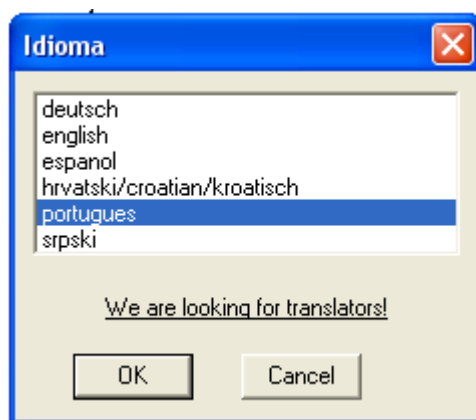 Idioma
deutsch
english
espanol
hrvatski/croatian/kroatisch
portugues
srpski
We are looking for translators!
OK
Cancel